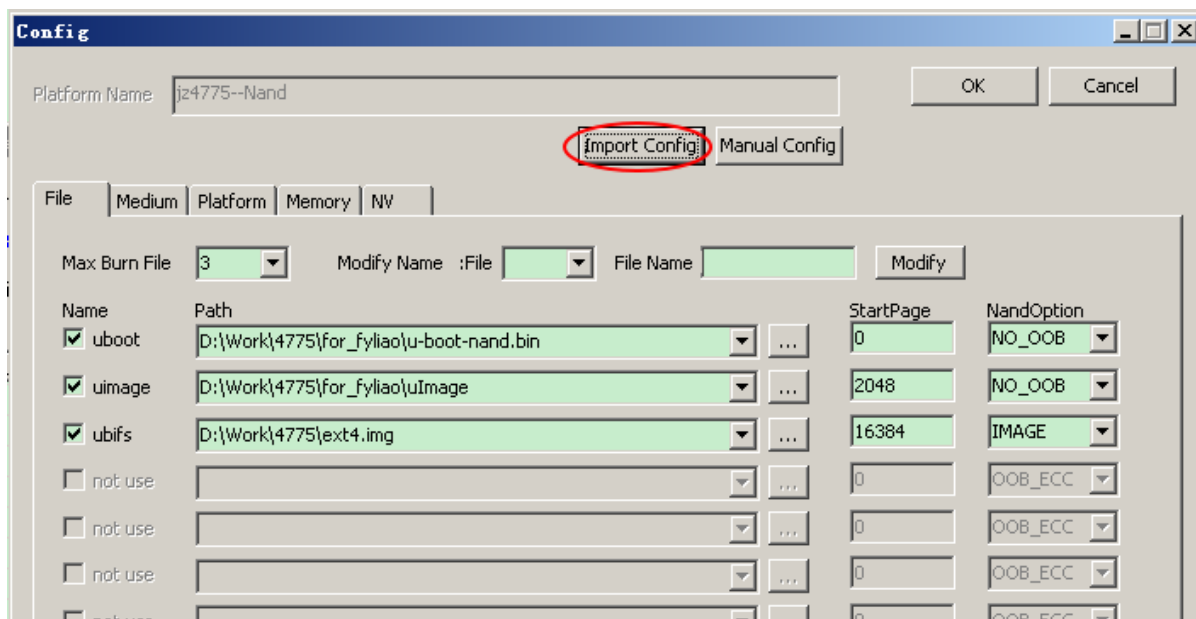 Config
Platform Name jz4775--Nand OK Cancel
Import Config Manual Config
File Medium Platform Memory NV
Max Burn File 3 Modify Name :File File Name Modify
Name Path StartPage NandOption
uboot D:\Work\4775\for_fyliao\u-boot-nand.bin ... 0 NO_OOB
uimage D:\Work\4775\for_fyliao\uImage ... 2048 NO_OOB
ubifs D:\Work\4775\ext4.img ... 16384 IMAGE
not use ... 0 OOB_ECC
not use ... 0 OOB_ECC
not use ... 0 OOB_ECC